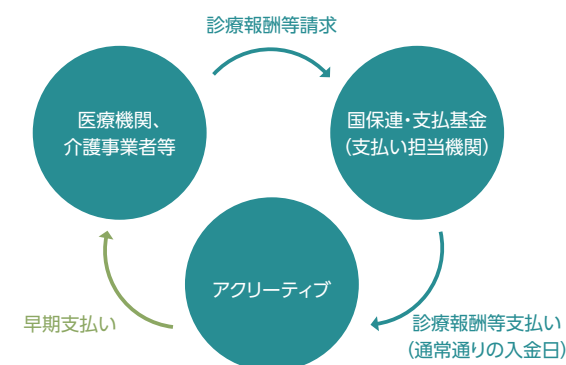 診療報酬等請求
医療機関、
介護事業者等
国保連・支払基金
(支払い担当機関)
アクリーティブ
早期支払い
診療報酬等支払い
(通常通りの入金日)